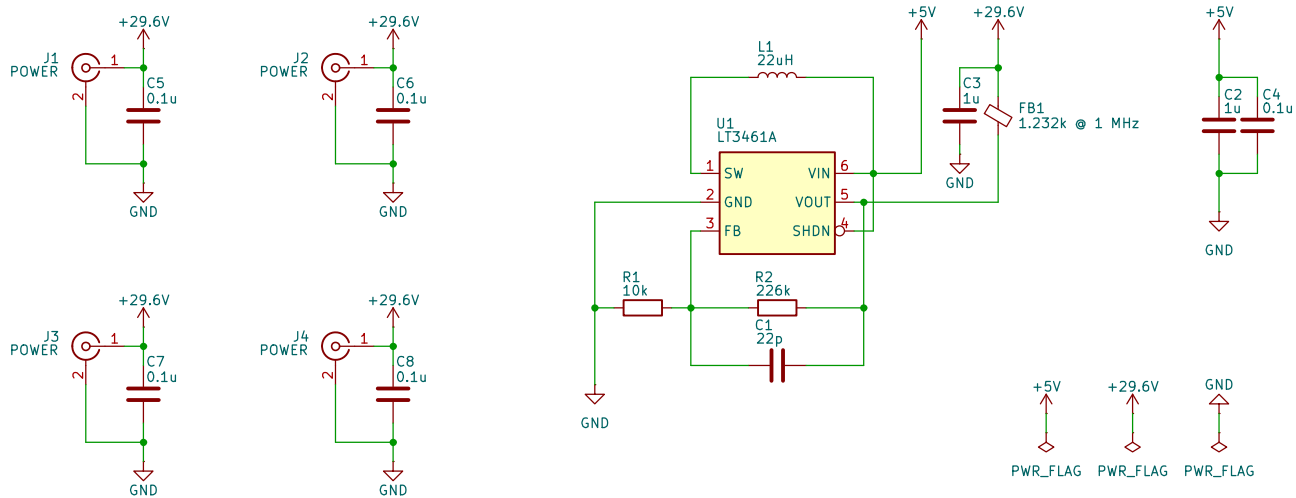 +29.6V
J1
POWER
1
2
C5
0.1u
GND
+29.6V
J2
POWER
1
2
C6
0.1u
GND
+29.6V
J3
POWER
1
2
C7
0.1u
GND
+29.6V
J4
POWER
1
2
C8
0.1u
GND
L1
22uH
+5V
+29.6V
C3
1u
GND
FB1
1.232k @ 1 MHz
U1
LT3461A
1 SW VIN 6
2 GND VOUT 5
3 FB SHDN 4
R1
10k
R2
226k
C1
22p
GND
+5V
C2
1u
C4
0.1u
GND
+5V
PWR_FLAG
+29.6V
PWR_FLAG
GND
PWR_FLAG